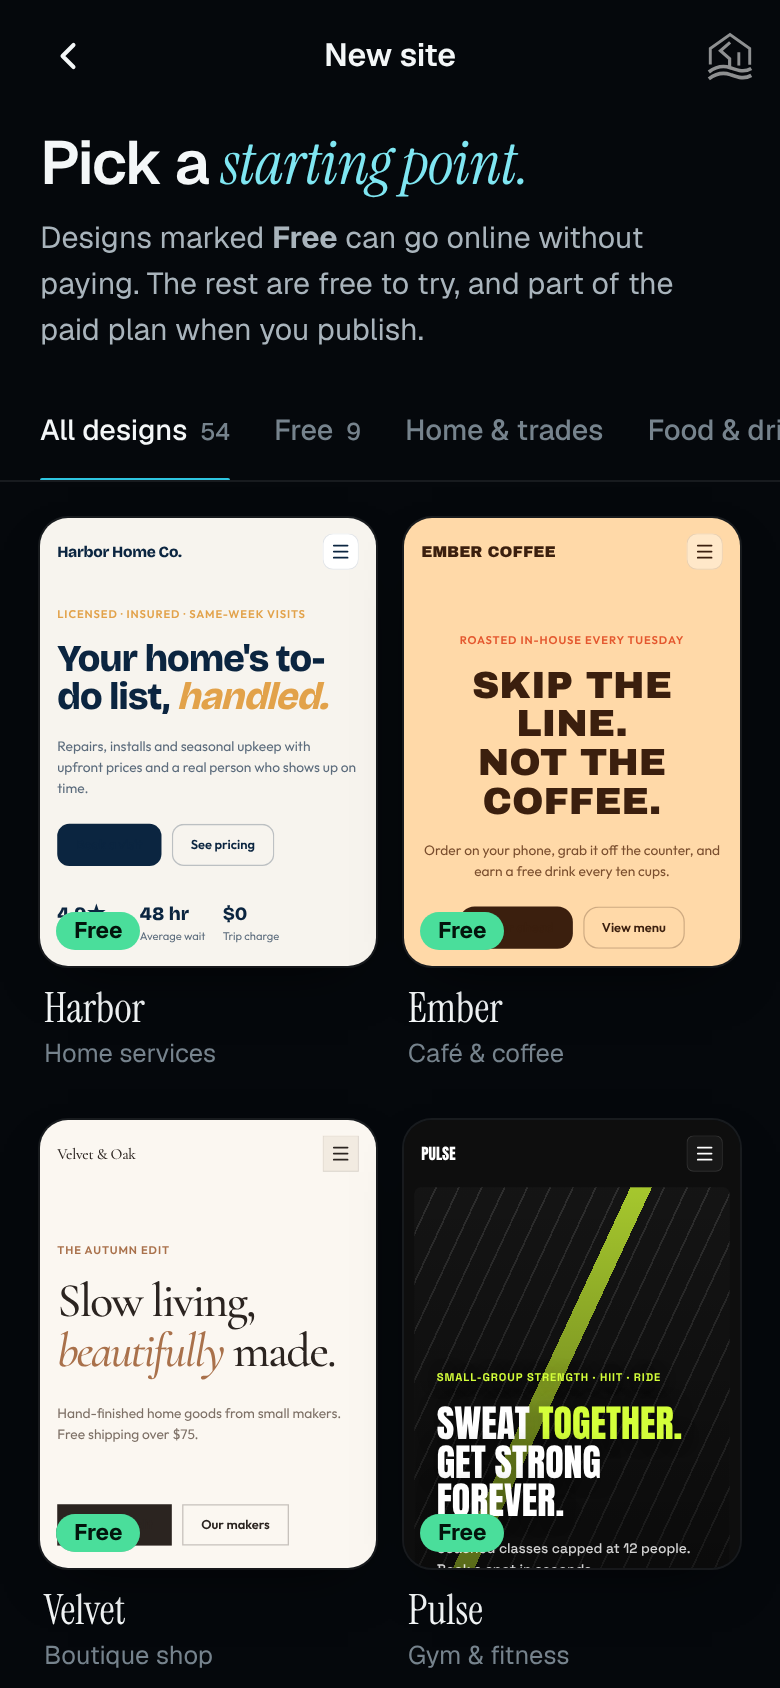 New site
Pick a starting point.
Designs marked Free can go online without
paying. The rest are free to try, and part of the
paid plan when you publish.
All designs 54 Free 9 Home & trades Food &
Harbor Home Co.
LICENSED · INSURED · SAME-WEEK VISITS
Your home's to-
do list, handled.
Repairs, installs and seasonal upkeep with
upfront prices and a real person who shows up on
time.
See pricing
48 hr $0
Average wait Trip charge
Free
Harbor
Home services
EMBER COFFEE
ROASTED IN-HOUSE EVERY TUESDAY
SKIP THE
LINE.
NOT THE
COFFEE.
Order on your phone, grab it off the counter, and
earn a free drink every ten cups.
View menu
Free
Ember
Café & coffee
Velvet & Oak
THE AUTUMN EDIT
Slow living,
beautifully made.
Hand-finished home goods from small makers.
Free shipping over $75.
Our makers
Free
Velvet
Boutique shop
PULSE
SMALL-GROUP STRENGTH · HIIT · RIDE
SWEAT TOGETHER.
GET STRONG
FOREVER.
classes capped at 12 people.
Free
Pulse
Gym & fitness